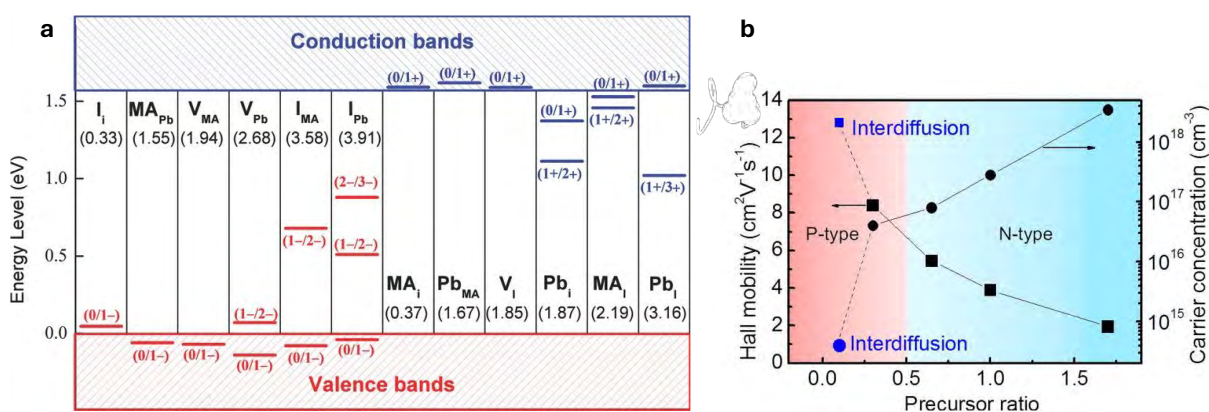 a
Conduction bands
(0/1+) (0/1+) (0/1+) (0/1+) (0/1+)
I_i MA_Pb V_MA V_Pb I_MA I_Pb
(0.33) (1.55) (1.94) (2.68) (3.58) (3.91)
(0/1+) (1+/2+)
(1+/2+) (1+/3+)
(2−/3−)
(1−/2−) (1−/2−)
MA_i Pb_MA V_I Pb_i MA_I Pb_I
(0.37) (1.67) (1.85) (1.87) (2.19) (3.16)
(0/1−) (1−/2−)
(0/1−) (0/1−) (0/1−) (0/1−) (0/1−)
Valence bands
Energy Level (eV)
1.5
1.0
0.5
0.0
b
Hall mobility (cm²V⁻¹s⁻¹)
14
12
10
8
6
4
2
0
Interdiffusion
P-type N-type
Interdiffusion
10¹⁸
10¹⁷
10¹⁶
10¹⁵
Carrier concentration (cm⁻³)
0.0 0.5 1.0 1.5
Precursor ratio